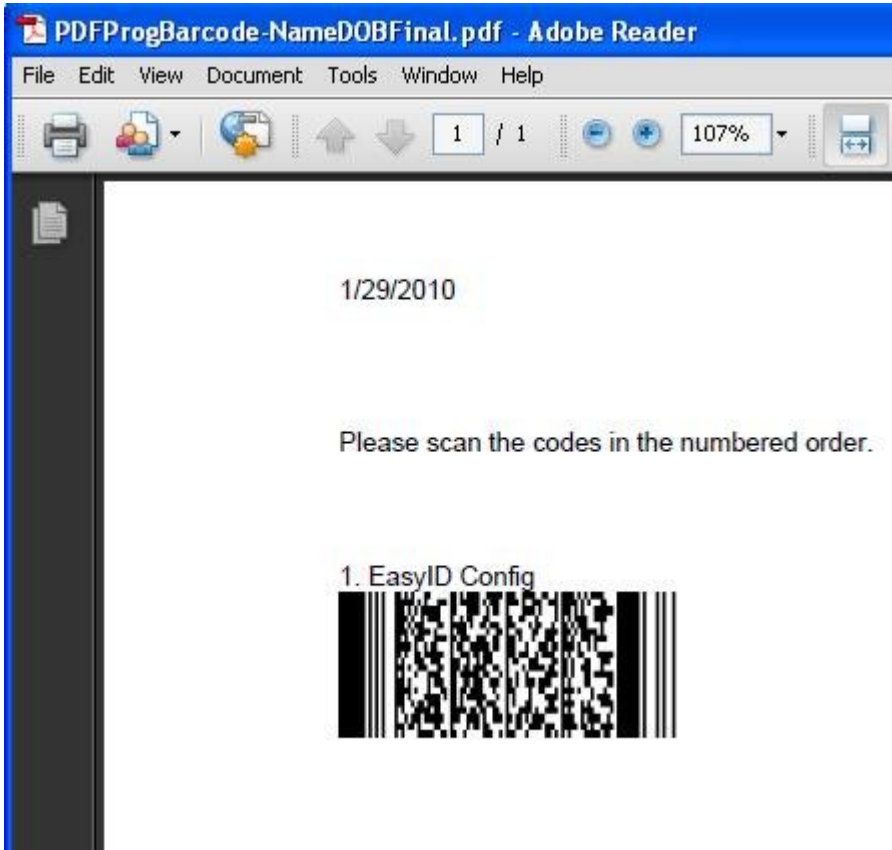 PDFProgBarcode-NameDOBFinal.pdf - Adobe Reader
File Edit View Document Tools Window Help
1 / 1 107%
1/29/2010
Please scan the codes in the numbered order.
1. EasyID Config